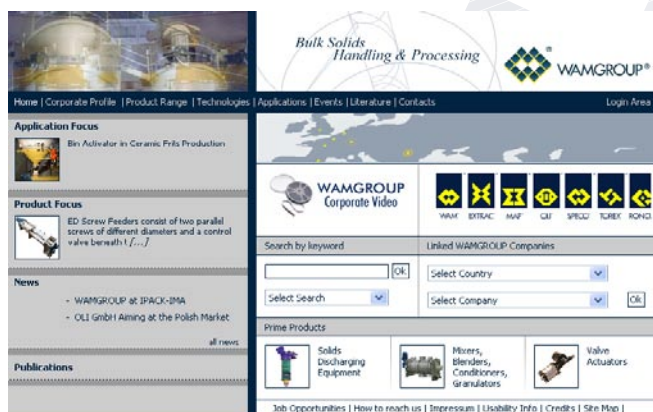 Bulk Solids
Handling & Processing
WAMGROUP®
Home | Corporate Profile | Product Range | Technologies | Applications | Events | Literature | Contacts
Login Area
Application Focus
Bin Activator in Ceramic Frits Production
Product Focus
ED Screw Feeders consist of two parallel
screws of different diameters and a control
valve beneath t [...]
News
- WAMGROUP at IPACK-IMA
- OLI GmbH Aiming at the Polish Market
all news
Publications
WAMGROUP
Corporate Video
WAM EXTRAC MAP OLI SPECO TOREX RONC
Search by keyword
Ok
Select Search
Linked WAMGROUP Companies
Select Country
Select Company
Ok
Prime Products
Solids
Discharging
Equipment
Mixers,
Blenders,
Conditioners,
Granulators
Valve
Actuators
Job Opportunities | How to reach us | Impressum | Usability Info | Credits | Site Map |